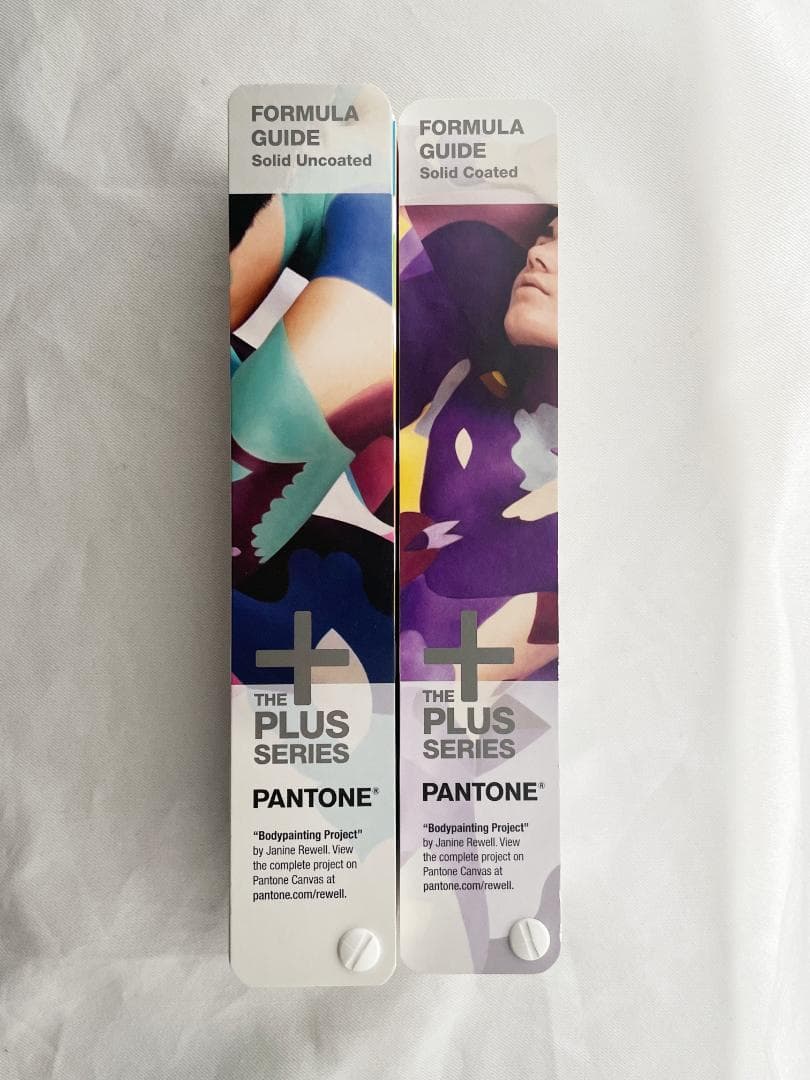 FORMULA
GUIDE
Solid Uncoated
THE
PLUS
SERIES
PANTONE®
“Bodypainting Project”
by Janine Rewell. View
the complete project on
Pantone Canvas at
pantone.com/rewell.
FORMULA
GUIDE
Solid Coated
THE
PLUS
SERIES
PANTONE®
“Bodypainting Project”
by Janine Rewell. View
the complete project on
Pantone Canvas at
pantone.com/rewell.